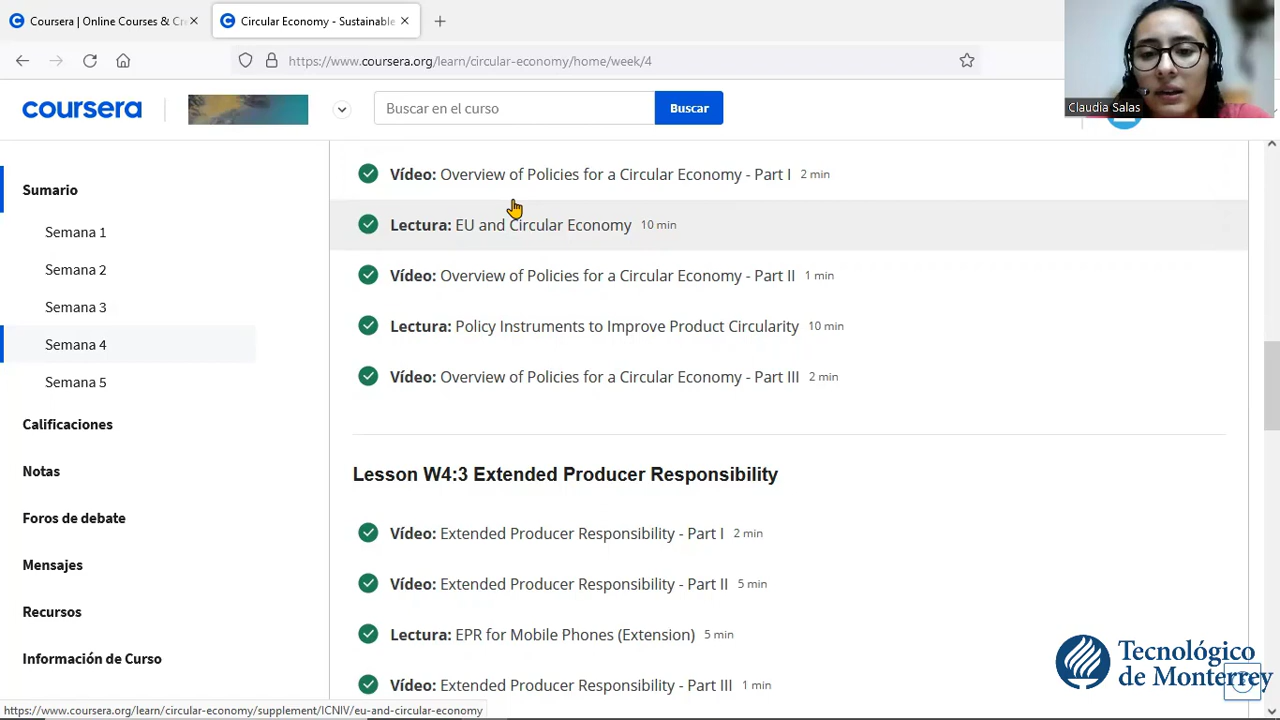 Coursera | Online Courses & Cr
Circular Economy - Sustainable
https://www.coursera.org/learn/circular-economy/home/week/4
Claudia Salas
coursera
Buscar en el curso
Buscar
Sumario
Semana 1
Semana 2
Semana 3
Semana 4
Semana 5
Calificaciones
Notas
Foros de debate
Mensajes
Recursos
Información de Curso
Vídeo: Overview of Policies for a Circular Economy - Part I 2 min
Lectura: EU and Circular Economy 10 min
Vídeo: Overview of Policies for a Circular Economy - Part II 1 min
Lectura: Policy Instruments to Improve Product Circularity 10 min
Vídeo: Overview of Policies for a Circular Economy - Part III 2 min
Lesson W4:3 Extended Producer Responsibility
Vídeo: Extended Producer Responsibility - Part I 2 min
Vídeo: Extended Producer Responsibility - Part II 5 min
Lectura: EPR for Mobile Phones (Extension) 5 min
Vídeo: Extended Producer Responsibility - Part III 1 min
Tecnológico
de Monterrey
https://www.coursera.org/learn/circular-economy/supplement/ICNIV/eu-and-circular-economy